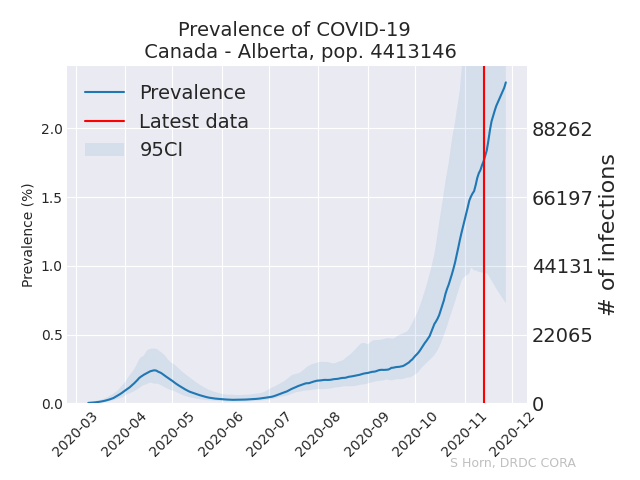 Prevalence of COVID-19
Canada - Alberta, pop. 4413146
Prevalence
Latest data
95CI
Prevalence (%)
2.0
1.5
1.0
0.5
0.0
88262
66197
44131
22065
0
# of infections
2020-03
2020-04
2020-05
2020-06
2020-07
2020-08
2020-09
2020-10
2020-11
2020-12
S Horn, DRDC CORA